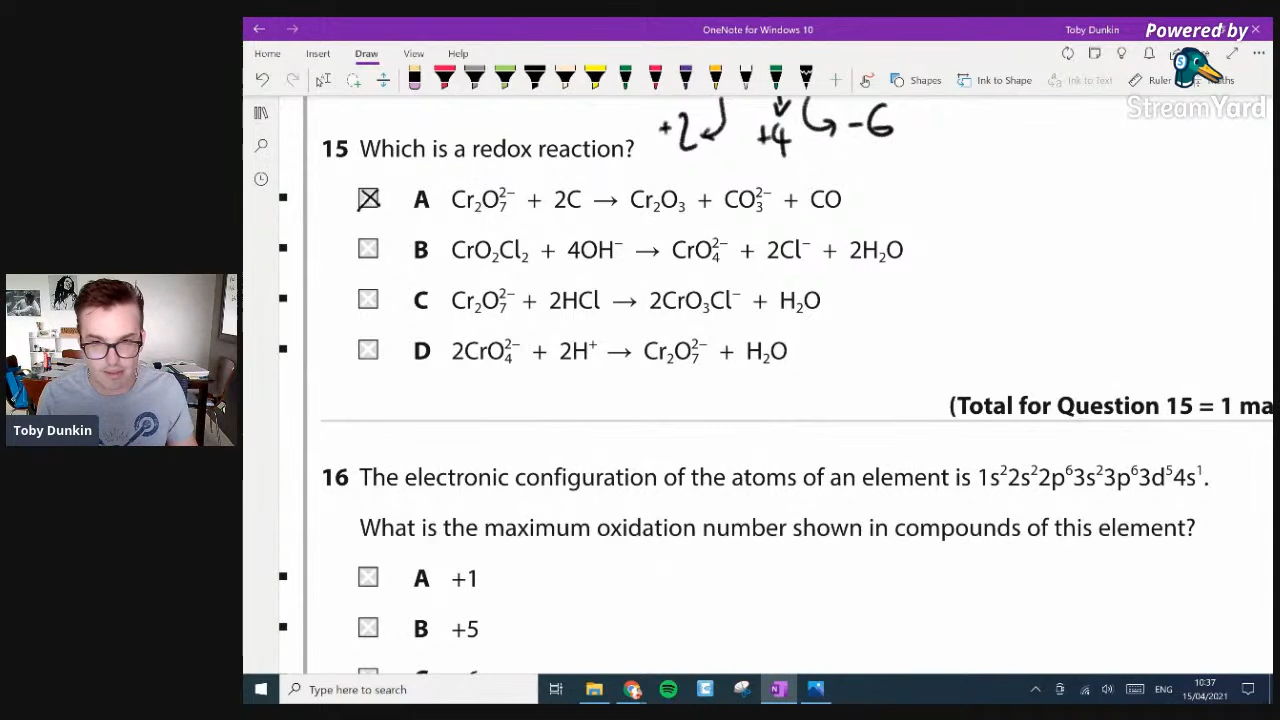 OneNote for Windows 10
Toby Dunkin
Powered by
Home Insert Draw View Help
Shapes Ink to Shape Ink to Text Ruler
StreamYard
+2 +4 -6
15 Which is a redox reaction?
A Cr₂O₇²⁻ + 2C → Cr₂O₃ + CO₃²⁻ + CO
B CrO₂Cl₂ + 4OH⁻ → CrO₄²⁻ + 2Cl⁻ + 2H₂O
C Cr₂O₇²⁻ + 2HCl → 2CrO₃Cl⁻ + H₂O
D 2CrO₄²⁻ + 2H⁺ → Cr₂O₇²⁻ + H₂O
Toby Dunkin
(Total for Question 15 = 1 ma
16 The electronic configuration of the atoms of an element is 1s²2s²2p⁶3s²3p⁶3d⁵4s¹.
What is the maximum oxidation number shown in compounds of this element?
A +1
B +5
Type here to search
ENG
10:37
15/04/2021